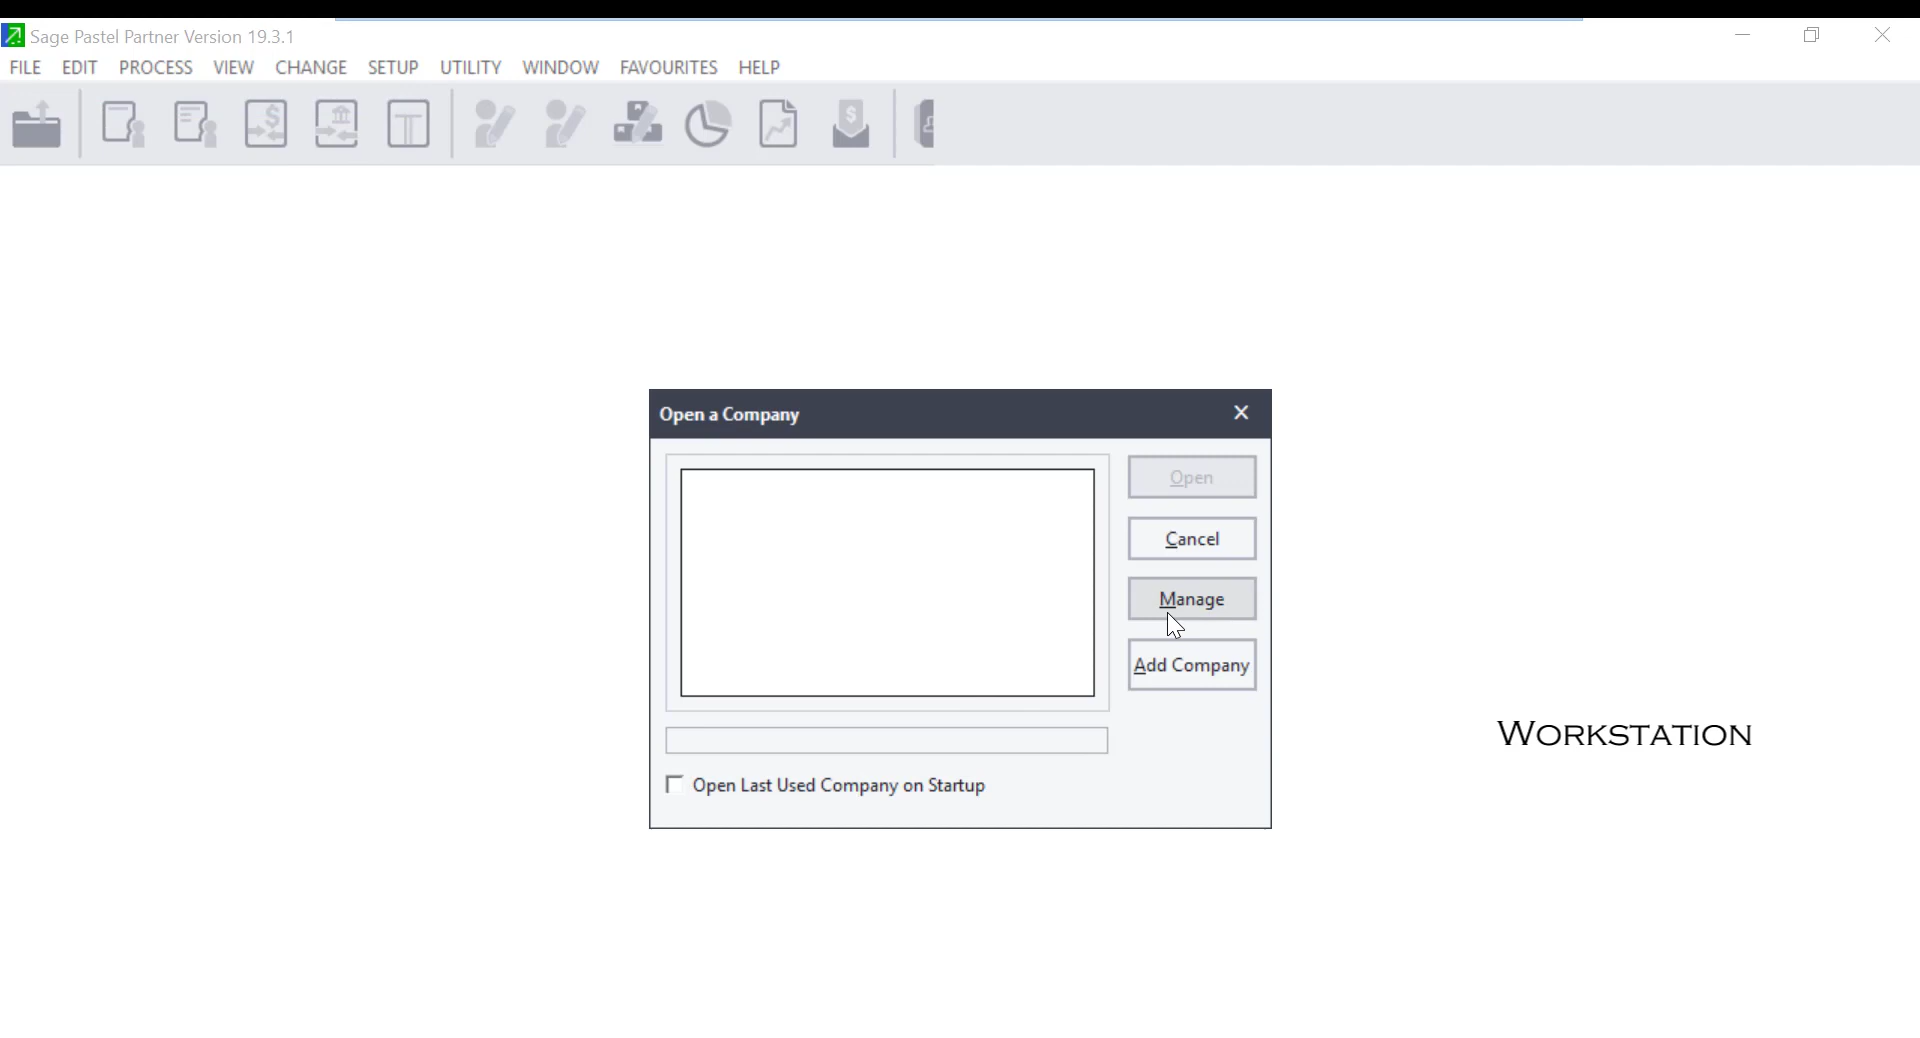 Sage Pastel Partner Version 19.3.1
FILE EDIT PROCESS VIEW CHANGE SETUP UTILITY WINDOW FAVOURITES HELP
Open a Company
Open
Cancel
Manage
Add Company
Open Last Used Company on Startup
WORKSTATION